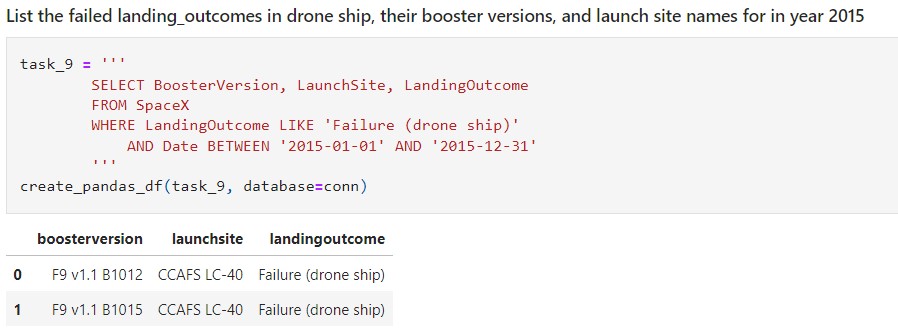 List the failed landing_outcomes in drone ship, their booster versions, and launch site names for in year 2015
task_9 = '''
SELECT BoosterVersion, LaunchSite, LandingOutcome
FROM SpaceX
WHERE LandingOutcome LIKE 'Failure (drone ship)'
AND Date BETWEEN '2015-01-01' AND '2015-12-31'
'''
create_pandas_df(task_9, database=conn)
boosterversion launchsite landingoutcome
0 F9 v1.1 B1012 CCAFS LC-40 Failure (drone ship)
1 F9 v1.1 B1015 CCAFS LC-40 Failure (drone ship)